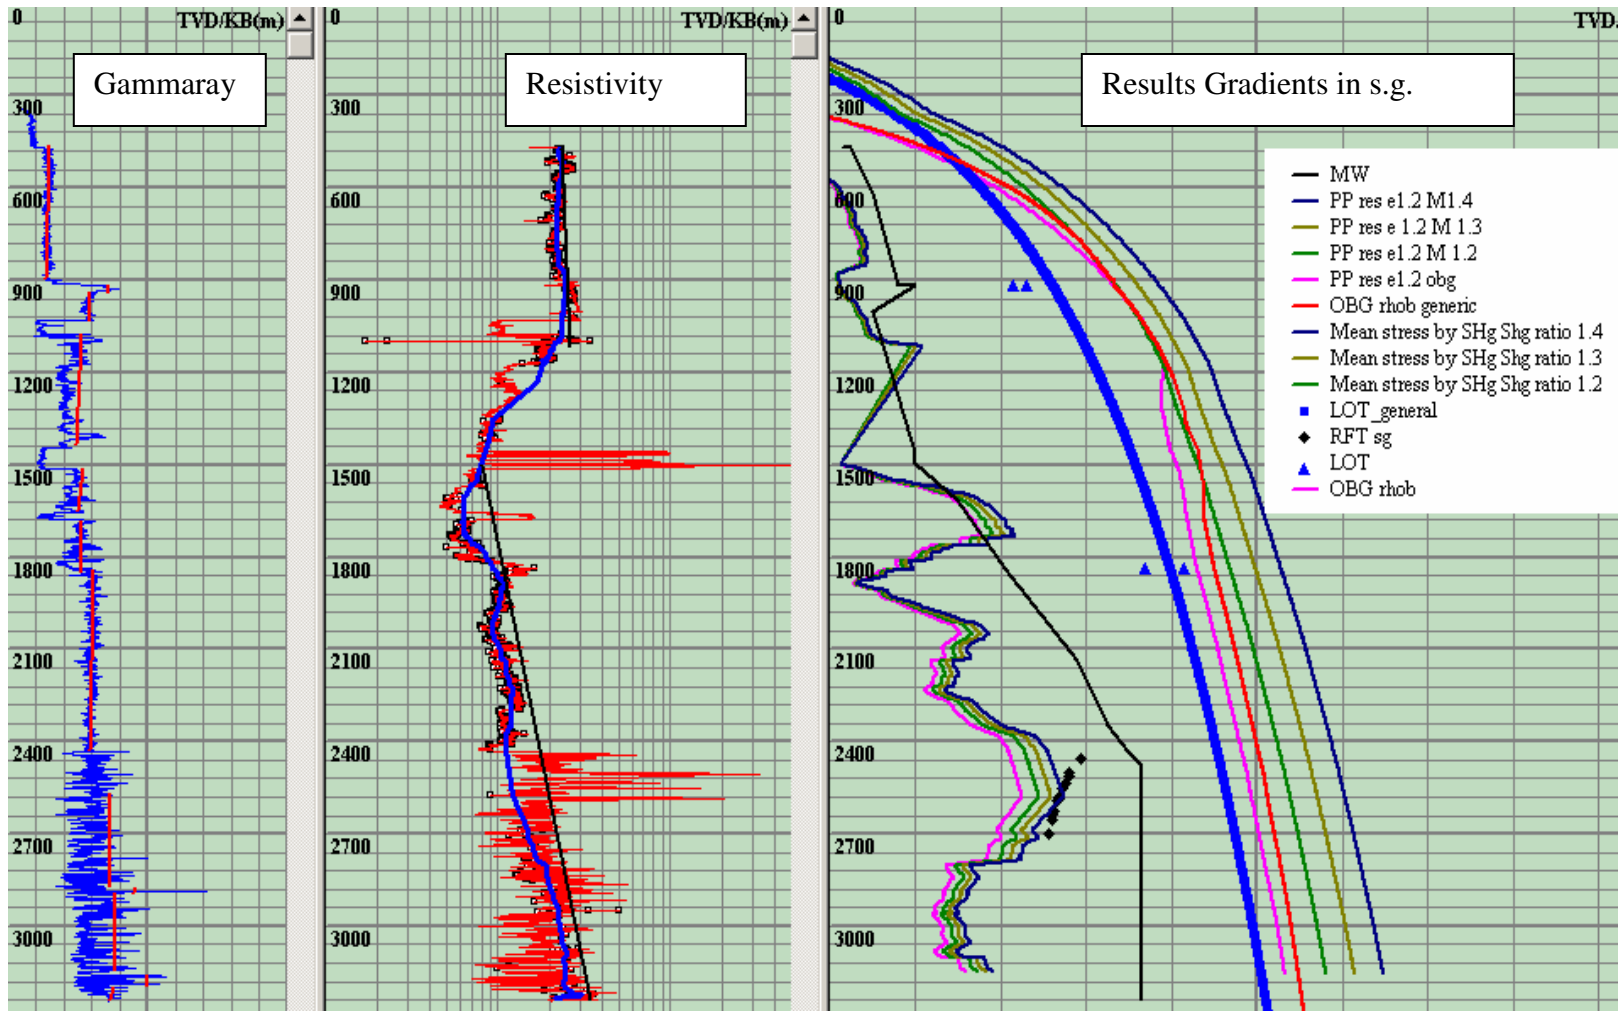 0
TVD/KB(m)
Gammaray
300
600
900
1200
1500
1800
2100
2400
2700
3000
0
TVD/KB(m)
Resistivity
300
600
900
1200
1500
1800
2100
2400
2700
3000
0
TVD/
Results Gradients in s.g.
300
600
900
1200
1500
1800
2100
2400
2700
3000
MW
PP res e1.2 M1.4
PP res e 1.2 M 1.3
PP res e1.2 M 1.2
PP res e1.2 obg
OBG rhob generic
Mean stress by SHg Shg ratio 1.4
Mean stress by SHg Shg ratio 1.3
Mean stress by SHg Shg ratio 1.2
LOT_general
RFT sg
LOT
OBG rhob